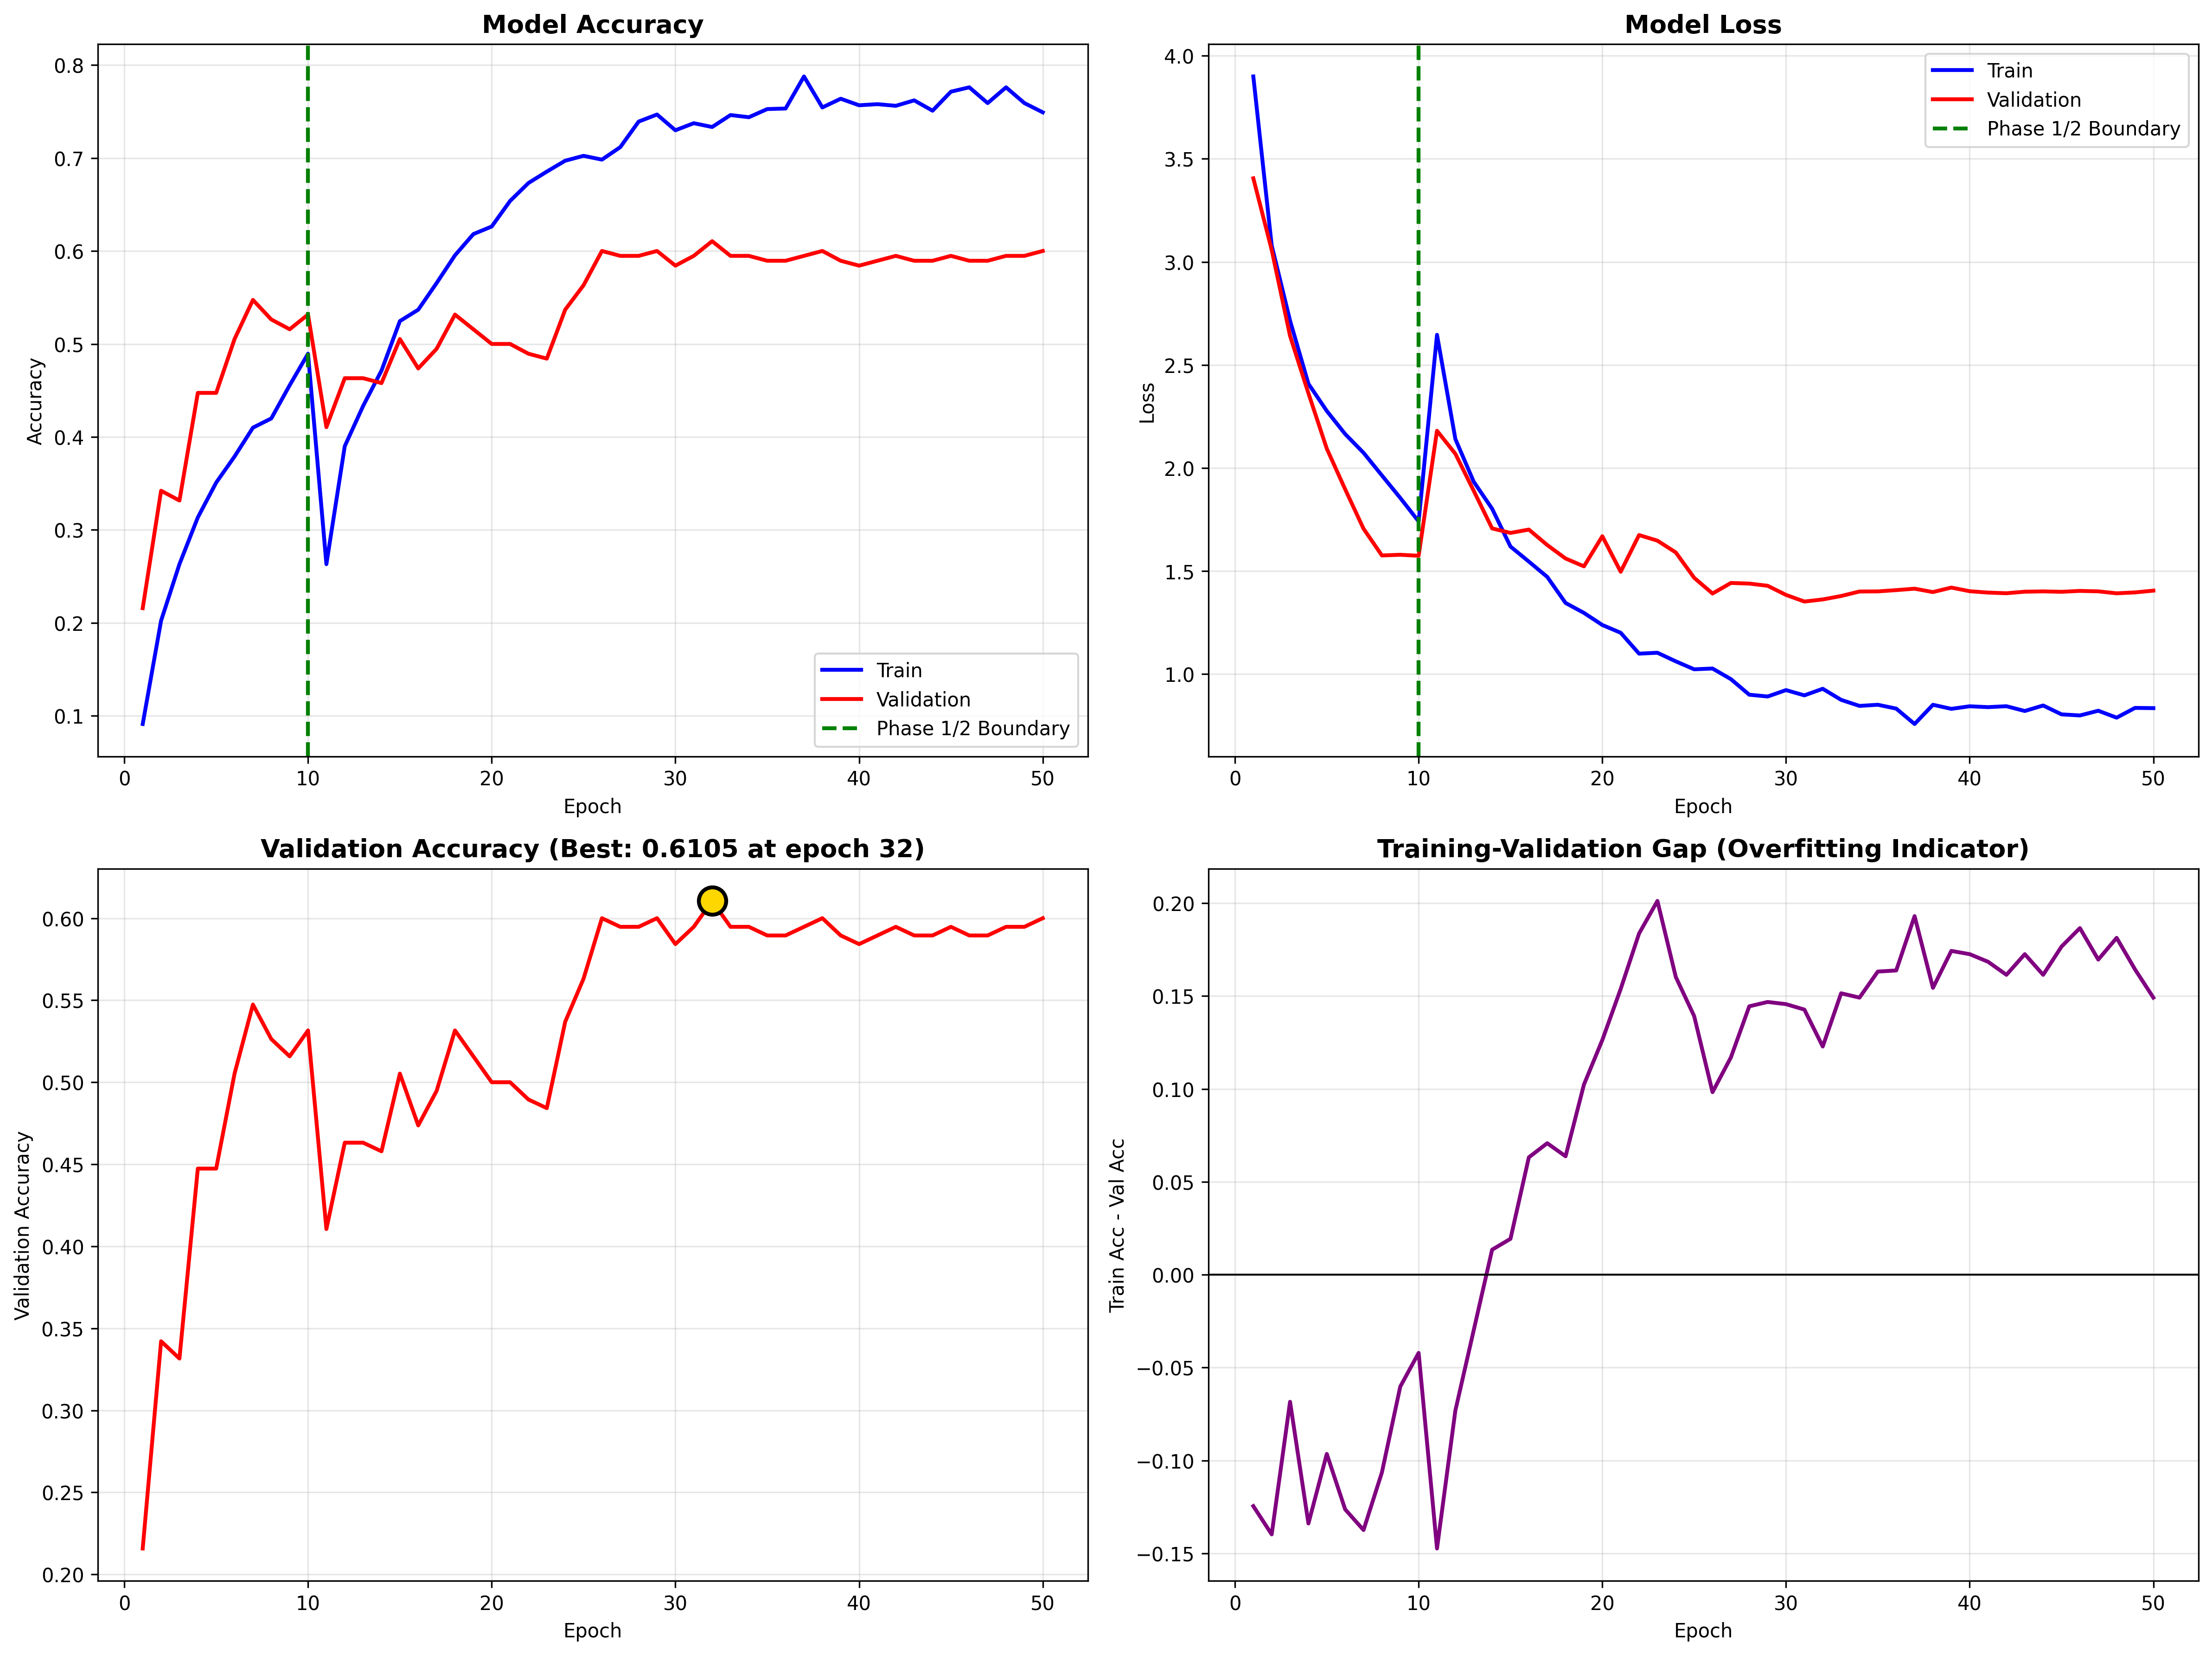 Model Accuracy
Accuracy
0.8
0.7
0.6
0.5
0.4
0.3
0.2
0.1
Train
Validation
Phase 1/2 Boundary
0 10 20 30 40 50
Epoch
Model Loss
Loss
4.0
3.5
3.0
2.5
2.0
1.5
1.0
Train
Validation
Phase 1/2 Boundary
0 10 20 30 40 50
Epoch
Validation Accuracy (Best: 0.6105 at epoch 32)
Validation Accuracy
0.60
0.55
0.50
0.45
0.40
0.35
0.30
0.25
0.20
0 10 20 30 40 50
Epoch
Training-Validation Gap (Overfitting Indicator)
Train Acc - Val Acc
0.20
0.15
0.10
0.05
0.00
−0.05
−0.10
−0.15
0 10 20 30 40 50
Epoch